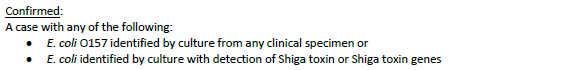 Confirmed:
A case with any of the following:
• E. coli O157 identified by culture from any clinical specimen or
• E. coli identified by culture with detection of Shiga toxin or Shiga toxin genes